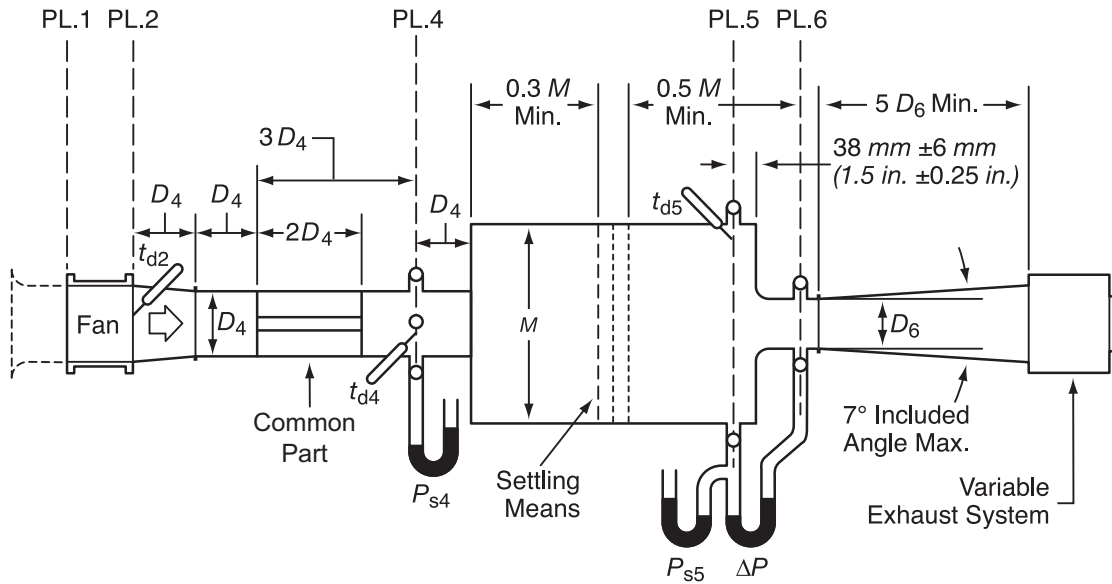 PL.1
PL.2
PL.4
PL.5
PL.6
0.3 M
Min.
0.5 M
Min.
5 D6 Min.
3 D4
38 mm ±6 mm
(1.5 in. ±0.25 in.)
D4
D4
2D4
D4
td2
td5
Fan
D4
M
D6
td4
Common
Part
Settling
Means
7° Included
Angle Max.
Variable
Exhaust System
Ps4
Ps5
ΔP